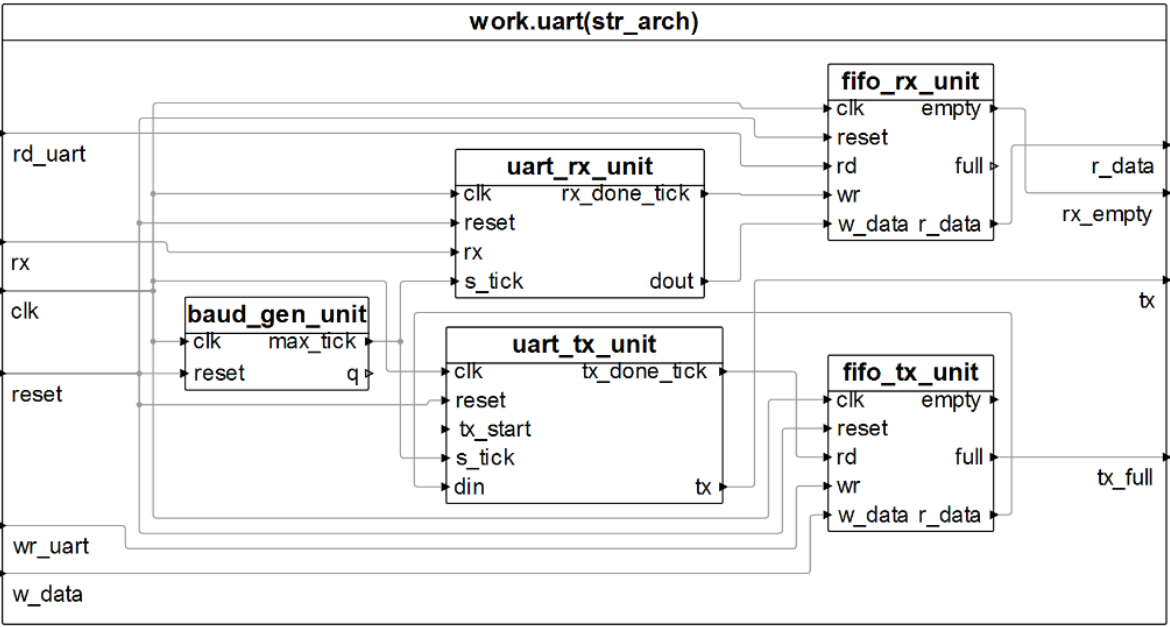 work.uart(str_arch)
rd_uart
rx
clk
reset
wr_uart
w_data
baud_gen_unit
clk max_tick
reset q
uart_rx_unit
clk rx_done_tick
reset
rx
s_tick dout
uart_tx_unit
clk tx_done_tick
reset
tx_start
s_tick
din tx
fifo_rx_unit
clk empty
reset
rd full
wr
w_data r_data
fifo_tx_unit
clk empty
reset
rd full
wr
w_data r_data
r_data
rx_empty
tx
tx_full